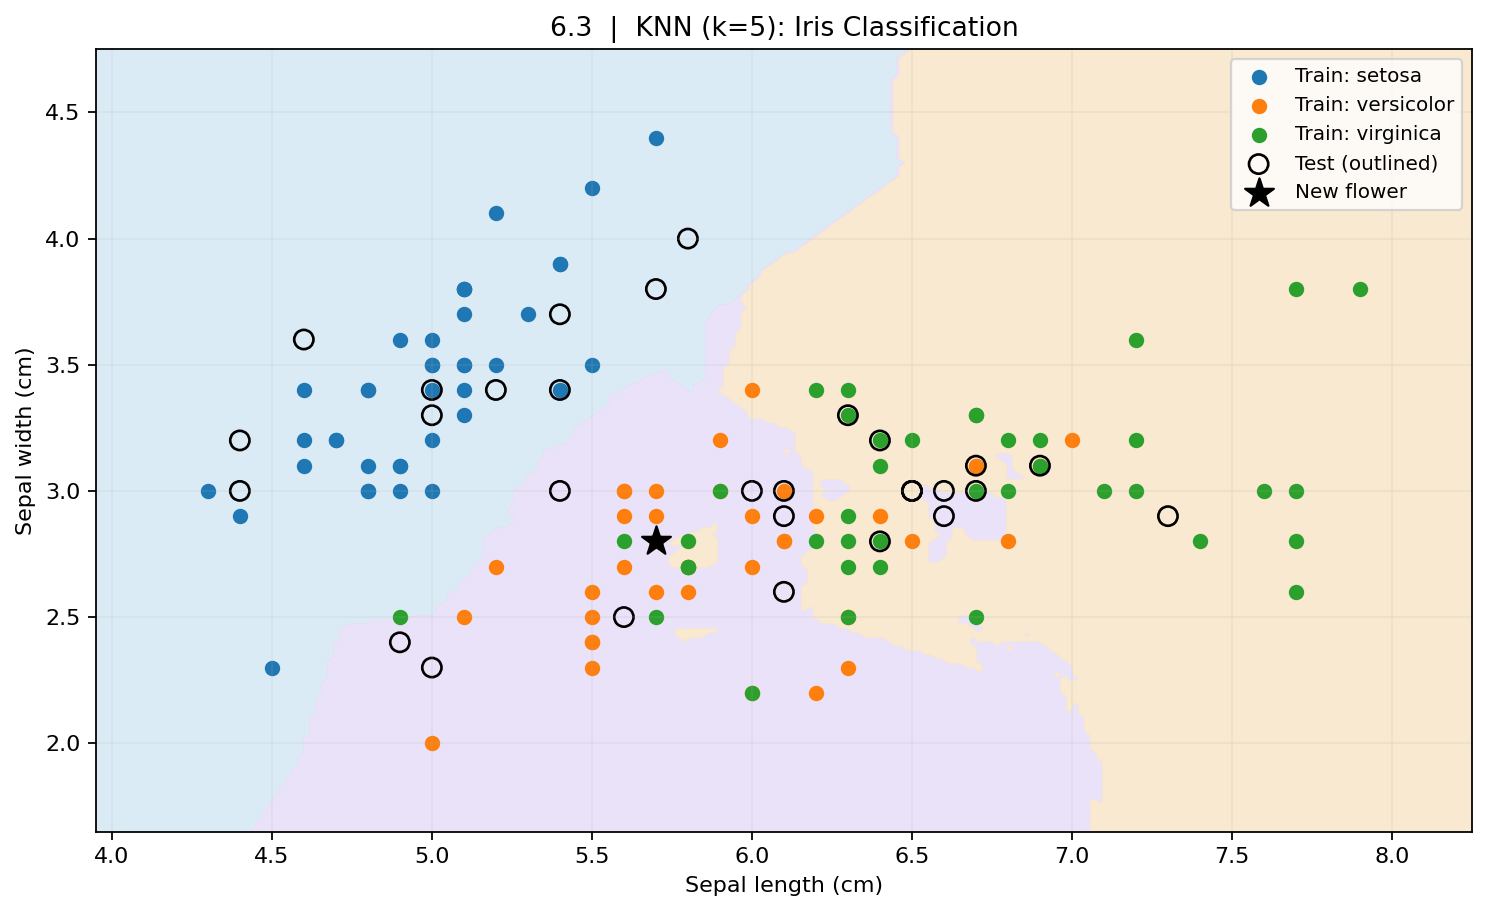 6.3 | KNN (k=5): Iris Classification
Train: setosa
Train: versicolor
Train: virginica
Test (outlined)
New flower
Sepal width (cm)
4.5
4.0
3.5
3.0
2.5
2.0
4.0 4.5 5.0 5.5 6.0 6.5 7.0 7.5 8.0
Sepal length (cm)